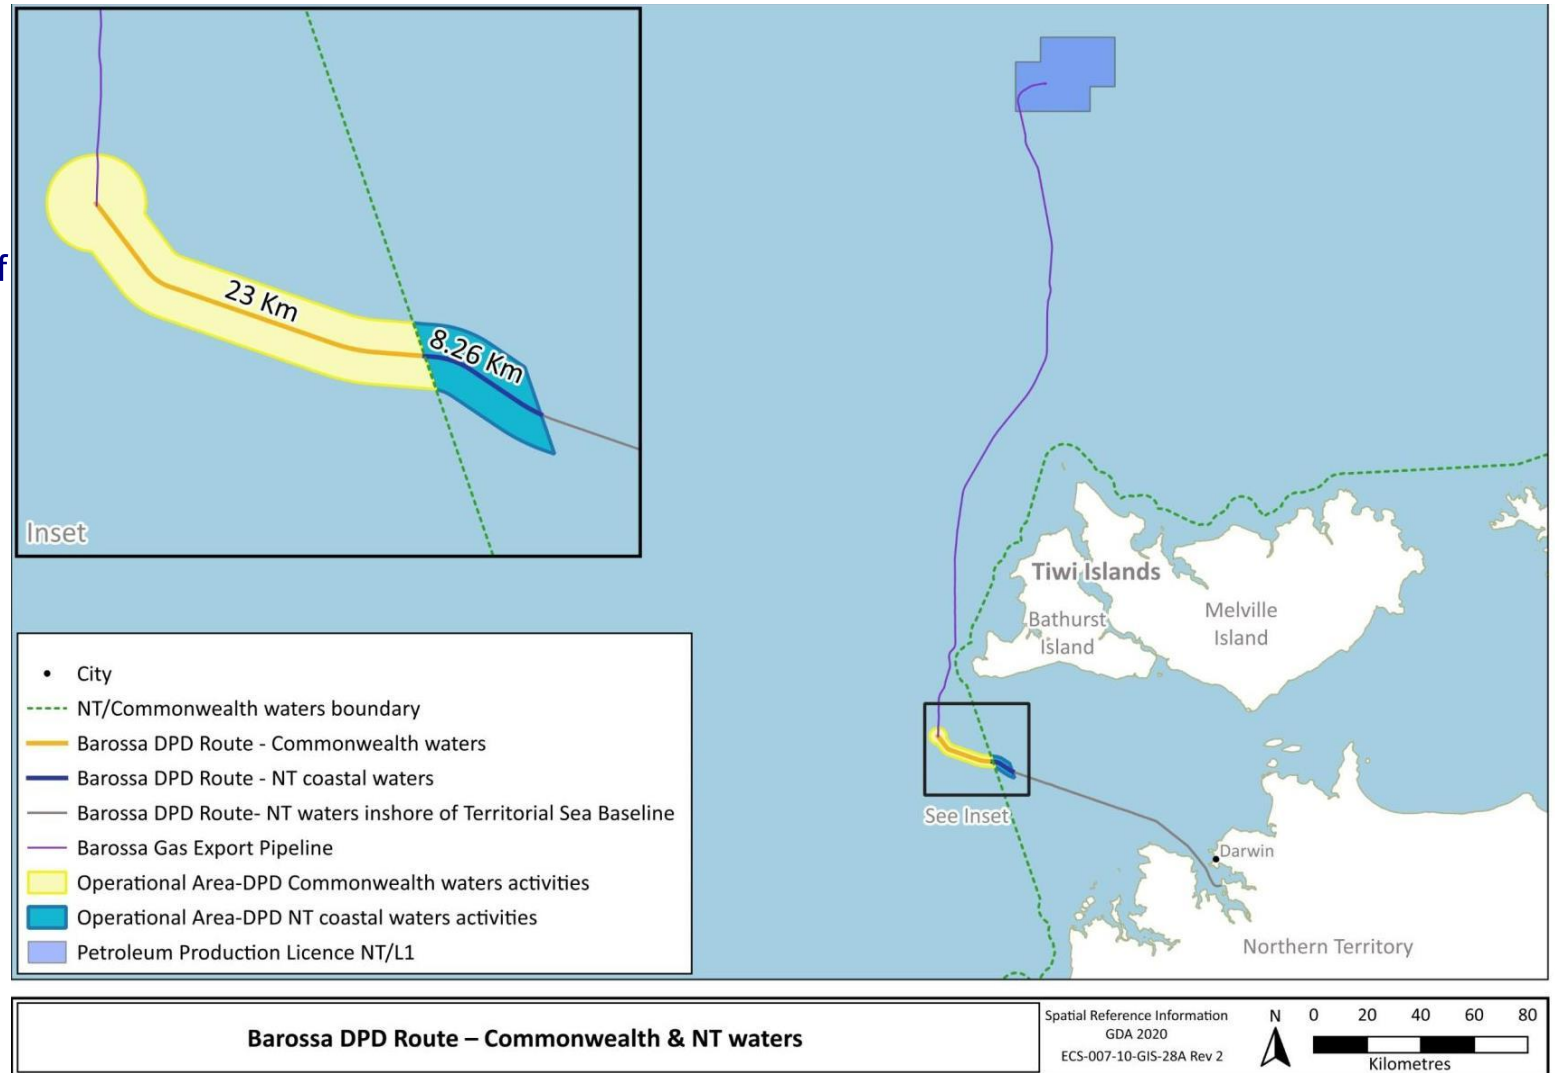 f
23 Km
8.26 Km
Inset
Tiwi Islands
Bathurst
Island
Melville
Island
See Inset
Darwin
Northern Territory
City
NT/Commonwealth waters boundary
Barossa DPD Route - Commonwealth waters
Barossa DPD Route - NT coastal waters
Barossa DPD Route- NT waters inshore of Territorial Sea Baseline
Barossa Gas Export Pipeline
Operational Area-DPD Commonwealth waters activities
Operational Area-DPD NT coastal waters activities
Petroleum Production Licence NT/L1
Barossa DPD Route – Commonwealth & NT waters
Spatial Reference Information
GDA 2020
ECS-007-10-GIS-28A Rev 2
N
0 20 40 60 80
Kilometres